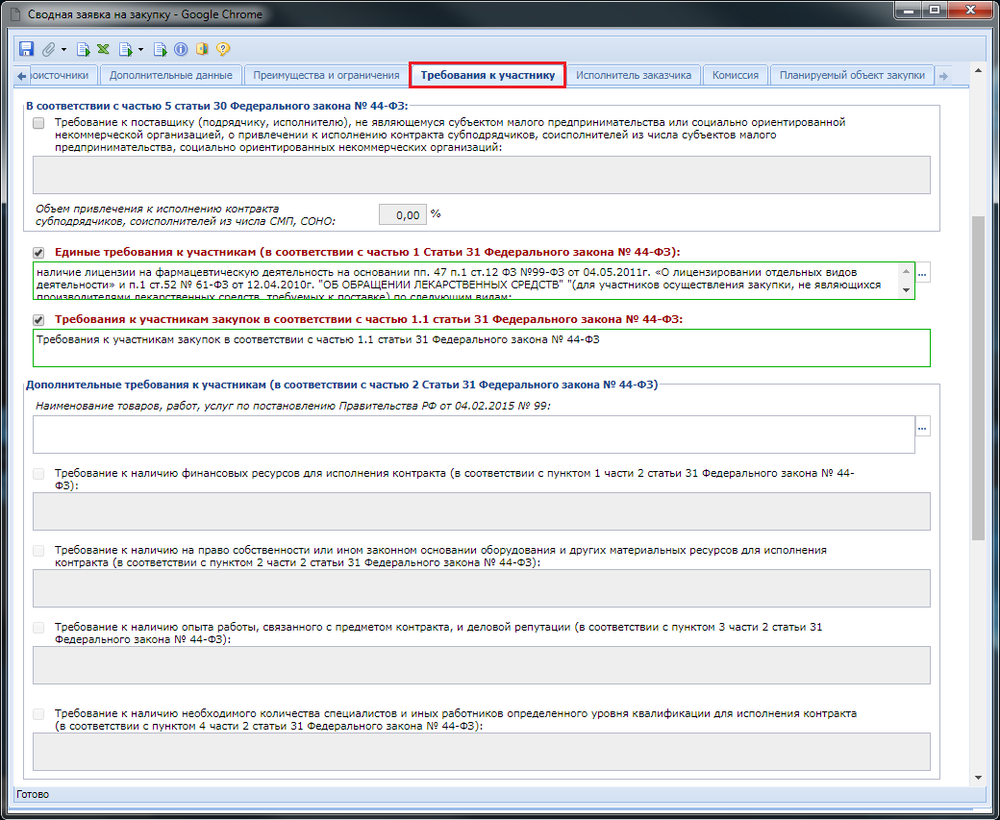 Сводная заявка на закупку - Google Chrome
оисточники
Дополнительные данные
Преимущества и ограничения
Требования к участнику
Исполнитель заказчика
Комиссия
Планируемый объект закупки
В соответствии с частью 5 статьи 30 Федерального закона № 44-ФЗ:
Требование к поставщику (подрядчику, исполнителю), не являющемуся субъектом малого предпринимательства или социально ориентированной
некоммерческой организацией, о привлечении к исполнению контракта субподрядчиков, соисполнителей из числа субъектов малого
предпринимательства, социально ориентированных некоммерческих организаций:
Объем привлечения к исполнению контракта
субподрядчиков, соисполнителей из числа СМП, СОНО:
0,00 %
Единые требования к участникам (в соответствии с частью 1 Статьи 31 Федерального закона № 44-ФЗ):
наличие лицензии на фармацевтическую деятельность на основании пп. 47 п.1 ст.12 ФЗ №99-ФЗ от 04.05.2011г. «О лицензировании отдельных видов
деятельности» и п.1 ст.52 № 61-ФЗ от 12.04.2010г. "ОБ ОБРАЩЕНИИ ЛЕКАРСТВЕННЫХ СРЕДСТВ" "(для участников осуществления закупки, не являющихся
производителями лекарственных средств, требуемых к поставке) по следующим видам:
...
Требования к участникам закупок в соответствии с частью 1.1 статьи 31 Федерального закона № 44-ФЗ:
Требования к участникам закупок в соответствии с частью 1.1 статьи 31 Федерального закона № 44-ФЗ
Дополнительные требования к участникам (в соответствии с частью 2 Статьи 31 Федерального закона № 44-ФЗ)
Наименование товаров, работ, услуг по постановлению Правительства РФ от 04.02.2015 № 99:
...
Требование к наличию финансовых ресурсов для исполнения контракта (в соответствии с пунктом 1 части 2 статьи 31 Федерального закона № 44-
ФЗ):
Требование к наличию на право собственности или ином законном основании оборудования и других материальных ресурсов для исполнения
контракта (в соответствии с пунктом 2 части 2 статьи 31 Федерального закона № 44-ФЗ):
Требование к наличию опыта работы, связанного с предметом контракта, и деловой репутации (в соответствии с пунктом 3 части 2 статьи 31
Федерального закона № 44-ФЗ):
Требование к наличию необходимого количества специалистов и иных работников определенного уровня квалификации для исполнения контракта
(в соответствии с пунктом 4 части 2 статьи 31 Федерального закона № 44-ФЗ):
Готово